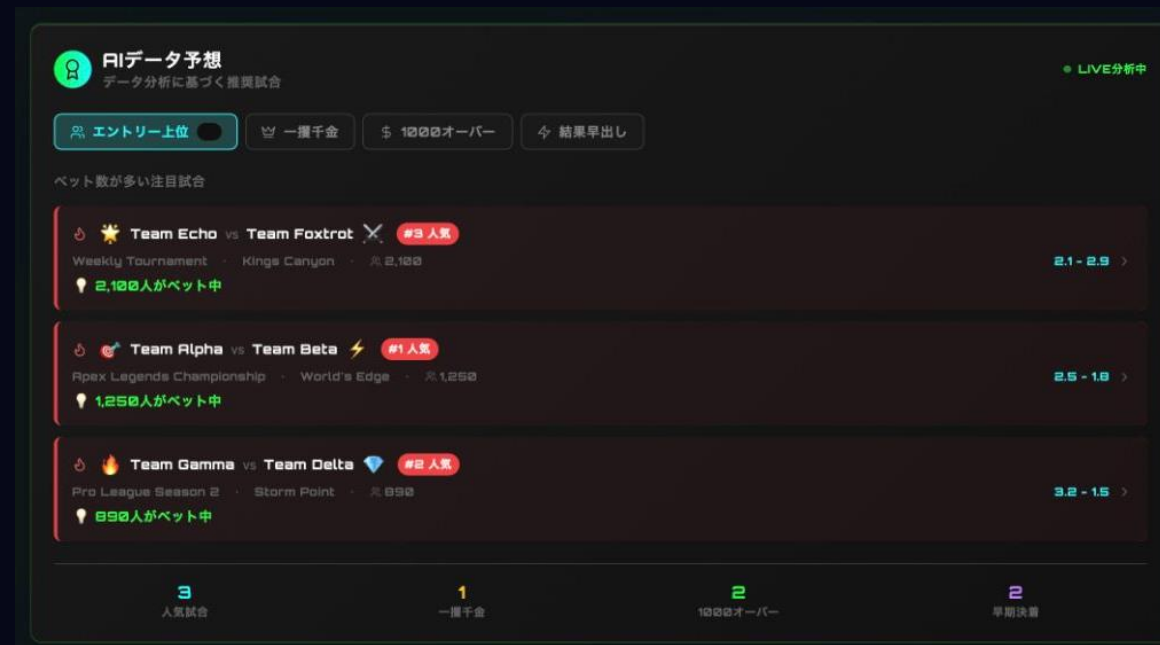 AIデータ予想
データ分析に基づく推奨試合
LIVE分析中
エントリー上位
一攫千金
$ 1000オーバー
結果早出し
ベット数が多い注目試合
Team Echo vs Team Foxtrot #3 人気
Weekly Tournament · Kings Canyon · 2,100
2.1 - 2.9
2,100人がベット中
Team Alpha vs Team Beta #1 人気
Apex Legends Championship · World's Edge · 1,250
2.5 - 1.8
1,250人がベット中
Team Gamma vs Team Delta #2 人気
Pro League Season 2 · Storm Point · 890
3.2 - 1.5
890人がベット中
3
人気試合
1
一攫千金
2
1000オーバー
2
早期決着